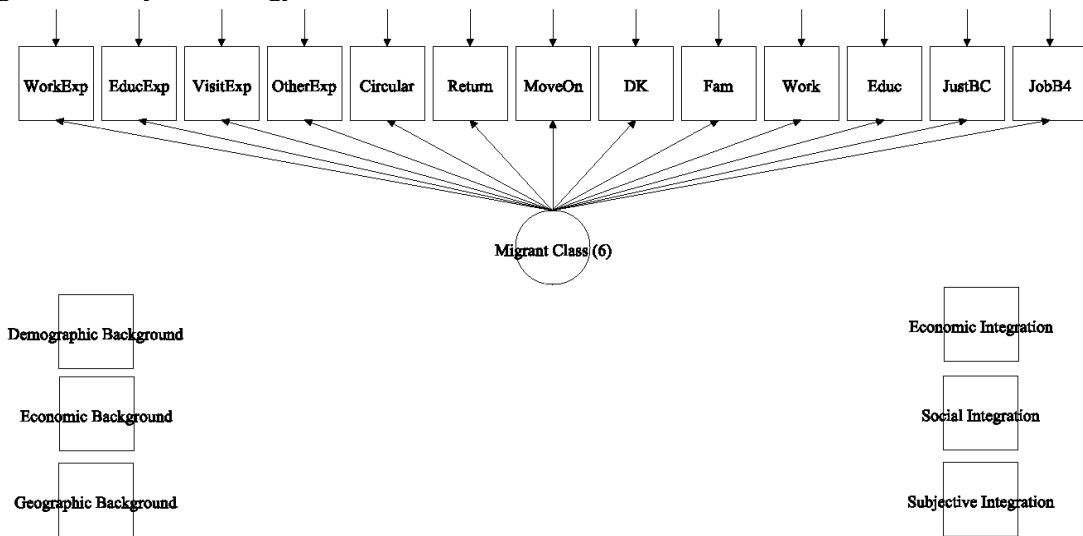 WorkExp EducExp VisitExp OtherExp Circular Return MoveOn DK Fam Work Educ JustBC JobB4
Migrant Class (6)
Demographic Background
Economic Integration
Economic Background
Social Integration
Geographic Background
Subjective Integration